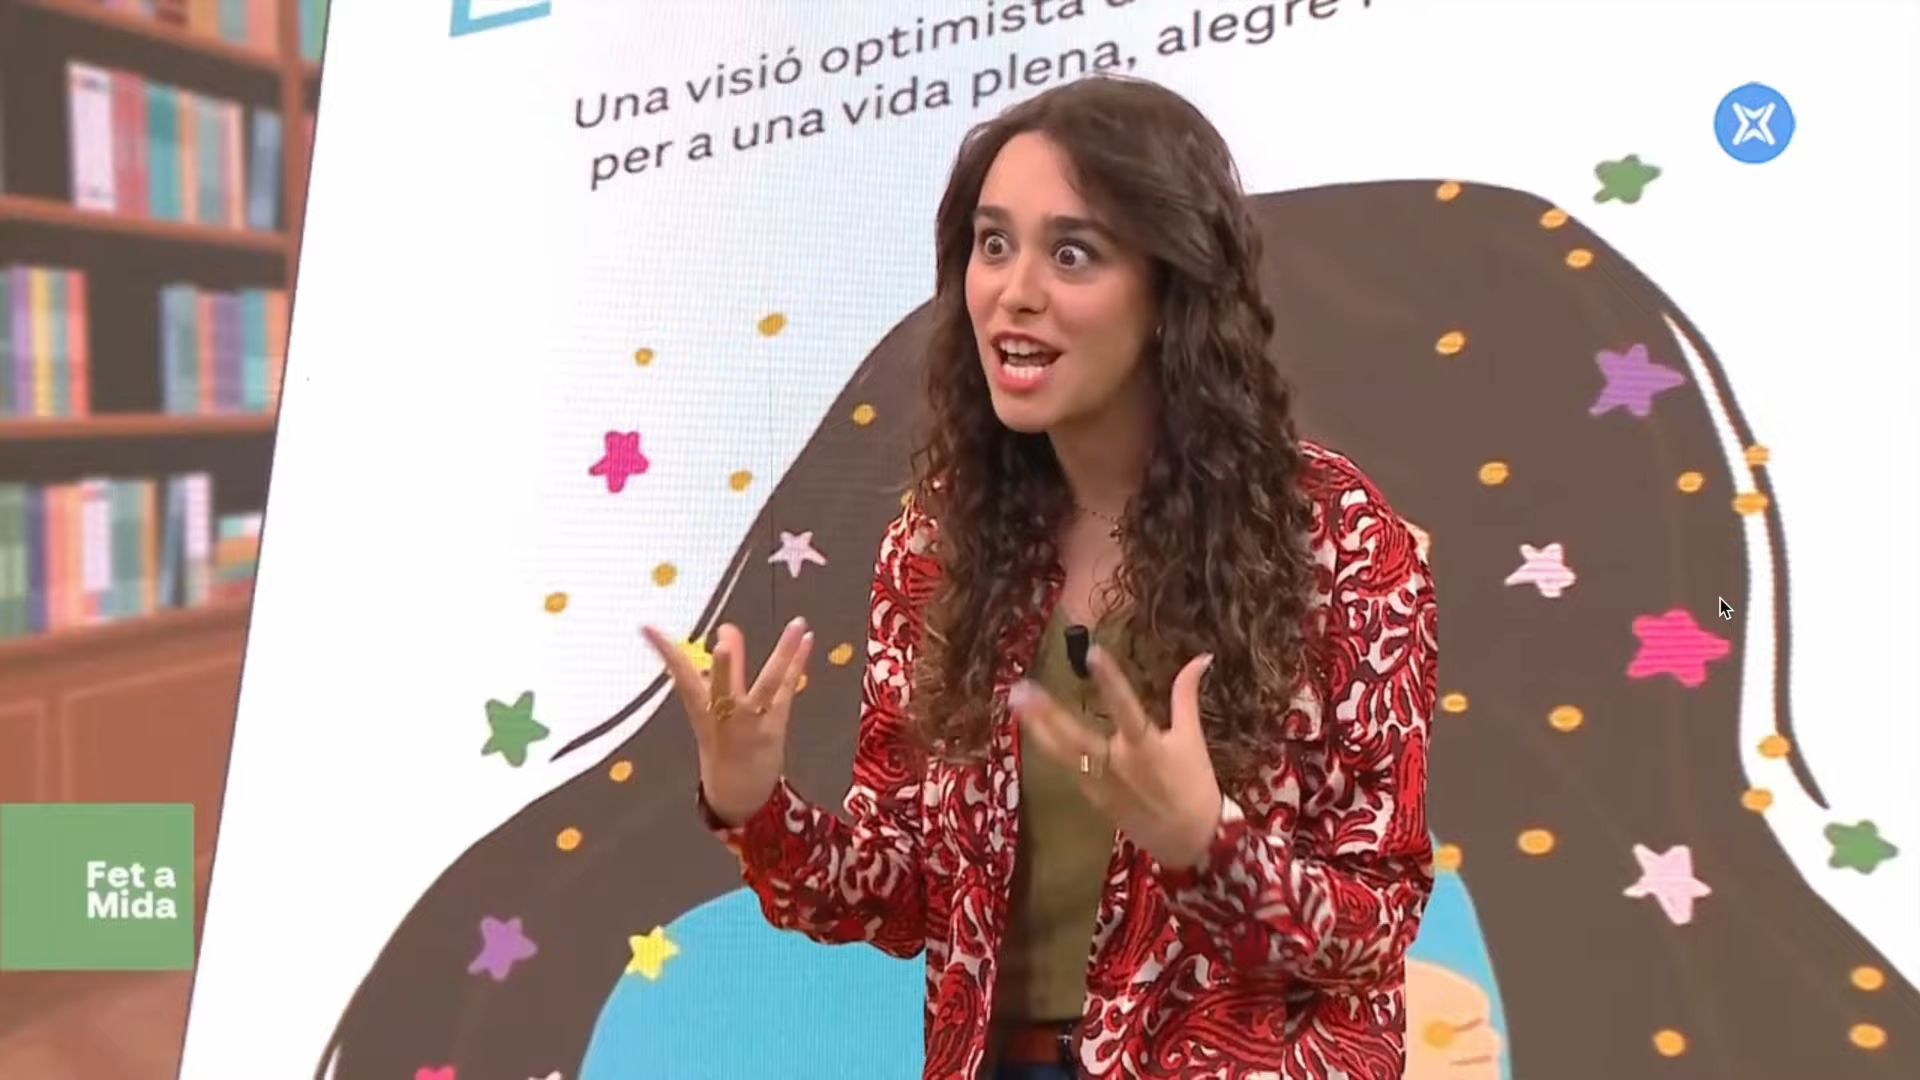 Una visió optimista
per a una vida plena, alegre
Fet a
Mida